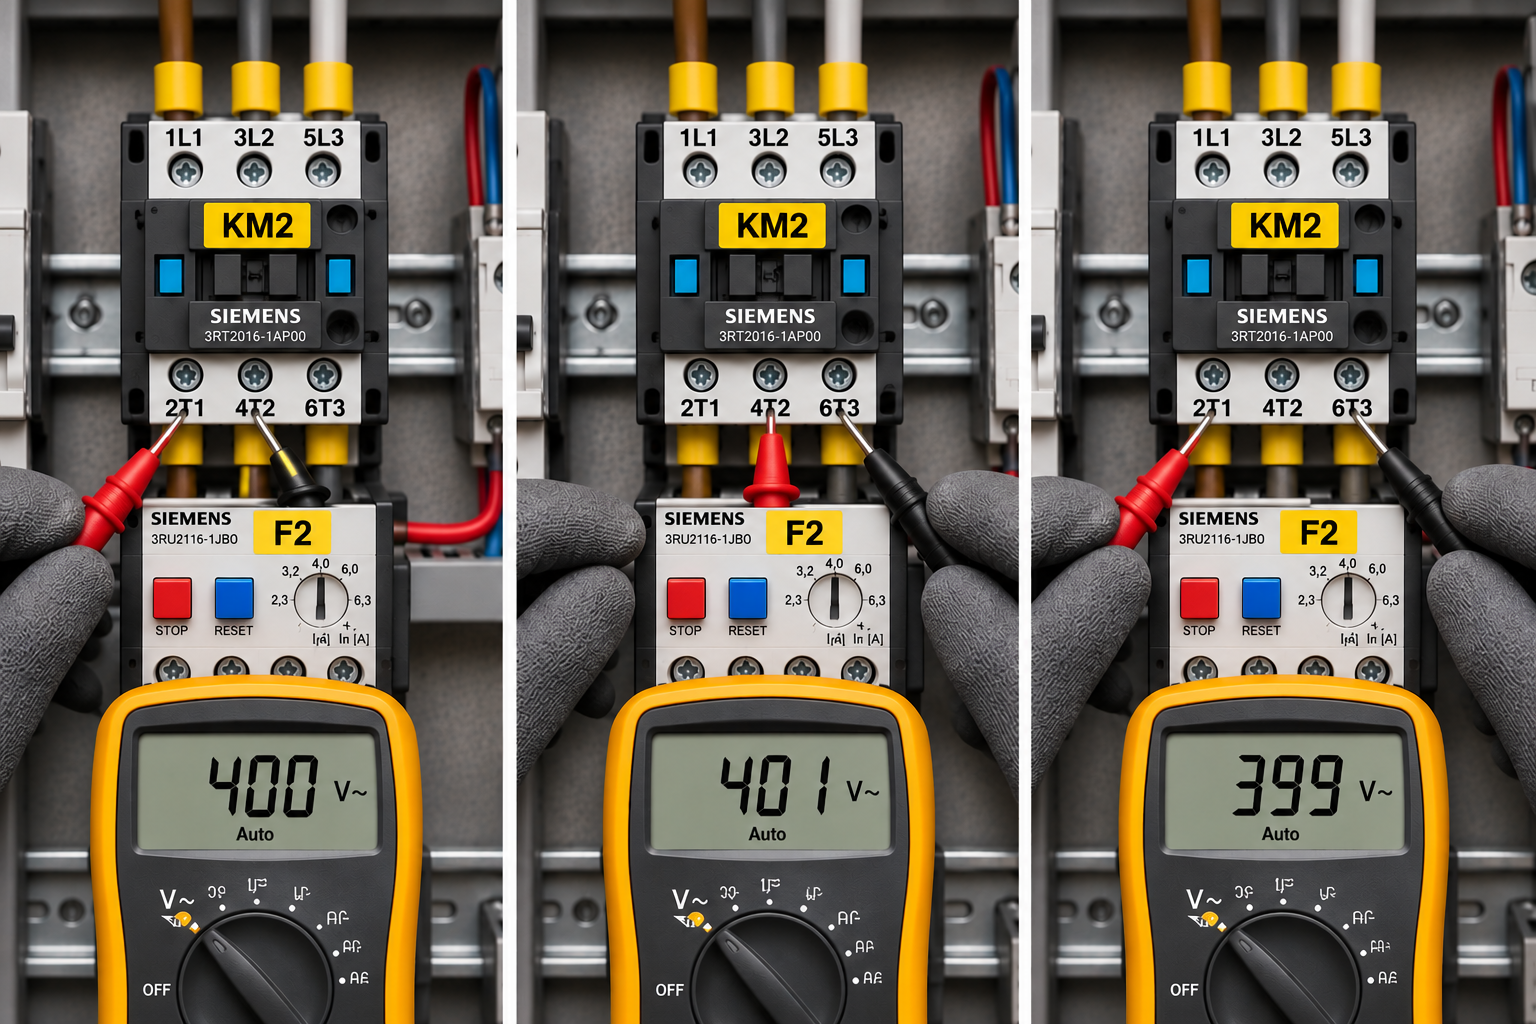 1L1 3L2 5L3
KM2
SIEMENS
3RT2016-1AP00
2T1 4T2 6T3
SIEMENS
3RU2116-1JB0
F2
4,0
3,2 6,0
2,3 6,3
STOP RESET
In [A]
400 V~
Auto
V~
OFF
1L1 3L2 5L3
KM2
SIEMENS
3RT2016-1AP00
2T1 4T2 6T3
SIEMENS
3RU2116-1JB0
F2
4,0
3,2 6,0
2,3 6,3
STOP RESET
In [A]
401 V~
Auto
V~
OFF
1L1 3L2 5L3
KM2
SIEMENS
3RT2016-1AP00
2T1 4T2 6T3
SIEMENS
3RU2116-1JB0
F2
4,0
3,2 6,0
2,3 6,3
STOP RESET
In [A]
399 V~
Auto
V~
OFF